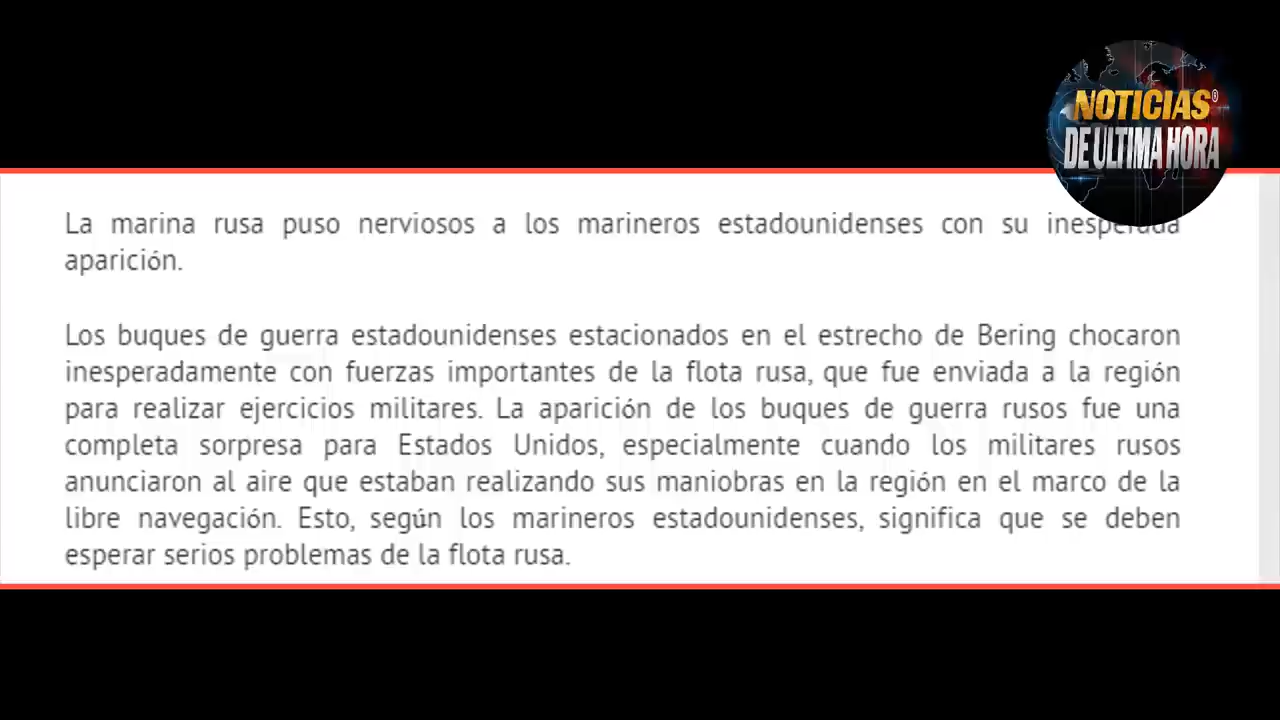 NOTICIAS®
DE ULTIMA HORA
La marina rusa puso nerviosos a los marineros estadounidenses con su inesperada
aparición.
Los buques de guerra estadounidenses estacionados en el estrecho de Bering chocaron
inesperadamente con fuerzas importantes de la flota rusa, que fue enviada a la región
para realizar ejercicios militares. La aparición de los buques de guerra rusos fue una
completa sorpresa para Estados Unidos, especialmente cuando los militares rusos
anunciaron al aire que estaban realizando sus maniobras en la región en el marco de la
libre navegación. Esto, según los marineros estadounidenses, significa que se deben
esperar serios problemas de la flota rusa.